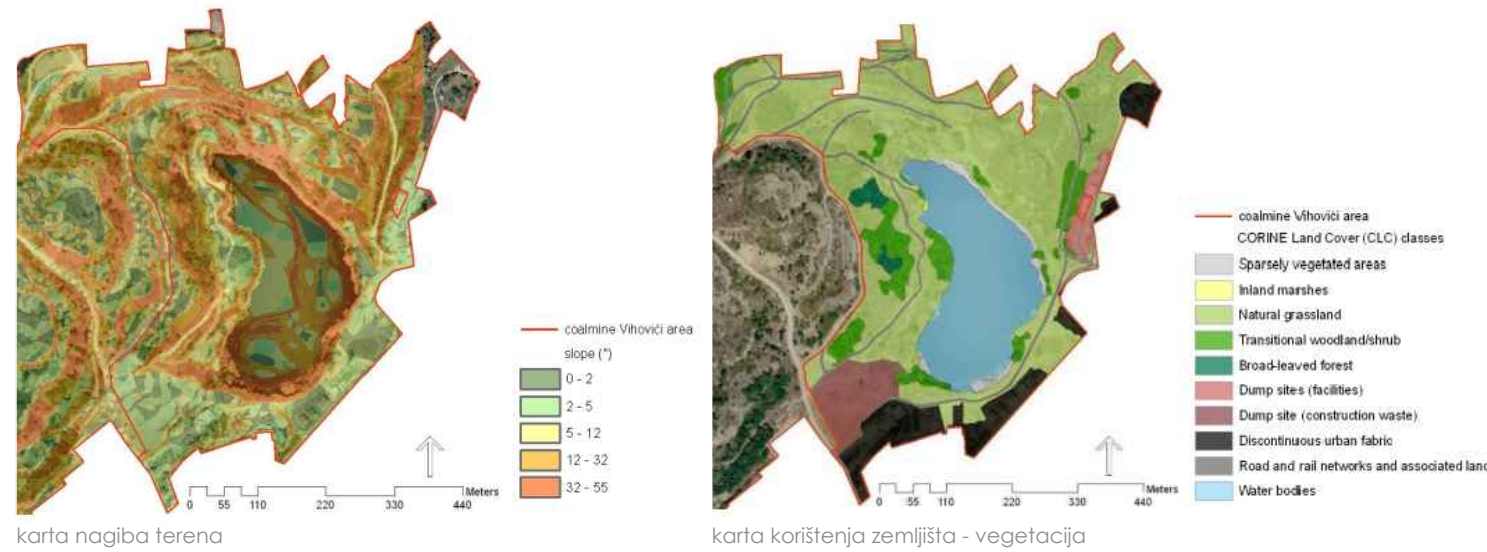 coalmine Vihovići area
slope (°)
0 - 2
2 - 5
5 - 12
12 - 32
32 - 55
Meters
0 55 110 220 330 440
karta nagiba terena
coalmine Vihovići area
CORINE Land Cover (CLC) classes
Sparsely vegetated areas
Inland marshes
Natural grassland
Transitional woodland/shrub
Broad-leaved forest
Dump sites (facilities)
Dump site (construction waste)
Discontinuous urban fabric
Road and rail networks and associated land
Water bodies
Meters
0 55 110 220 330 440
karta korištenja zemljišta - vegetacija